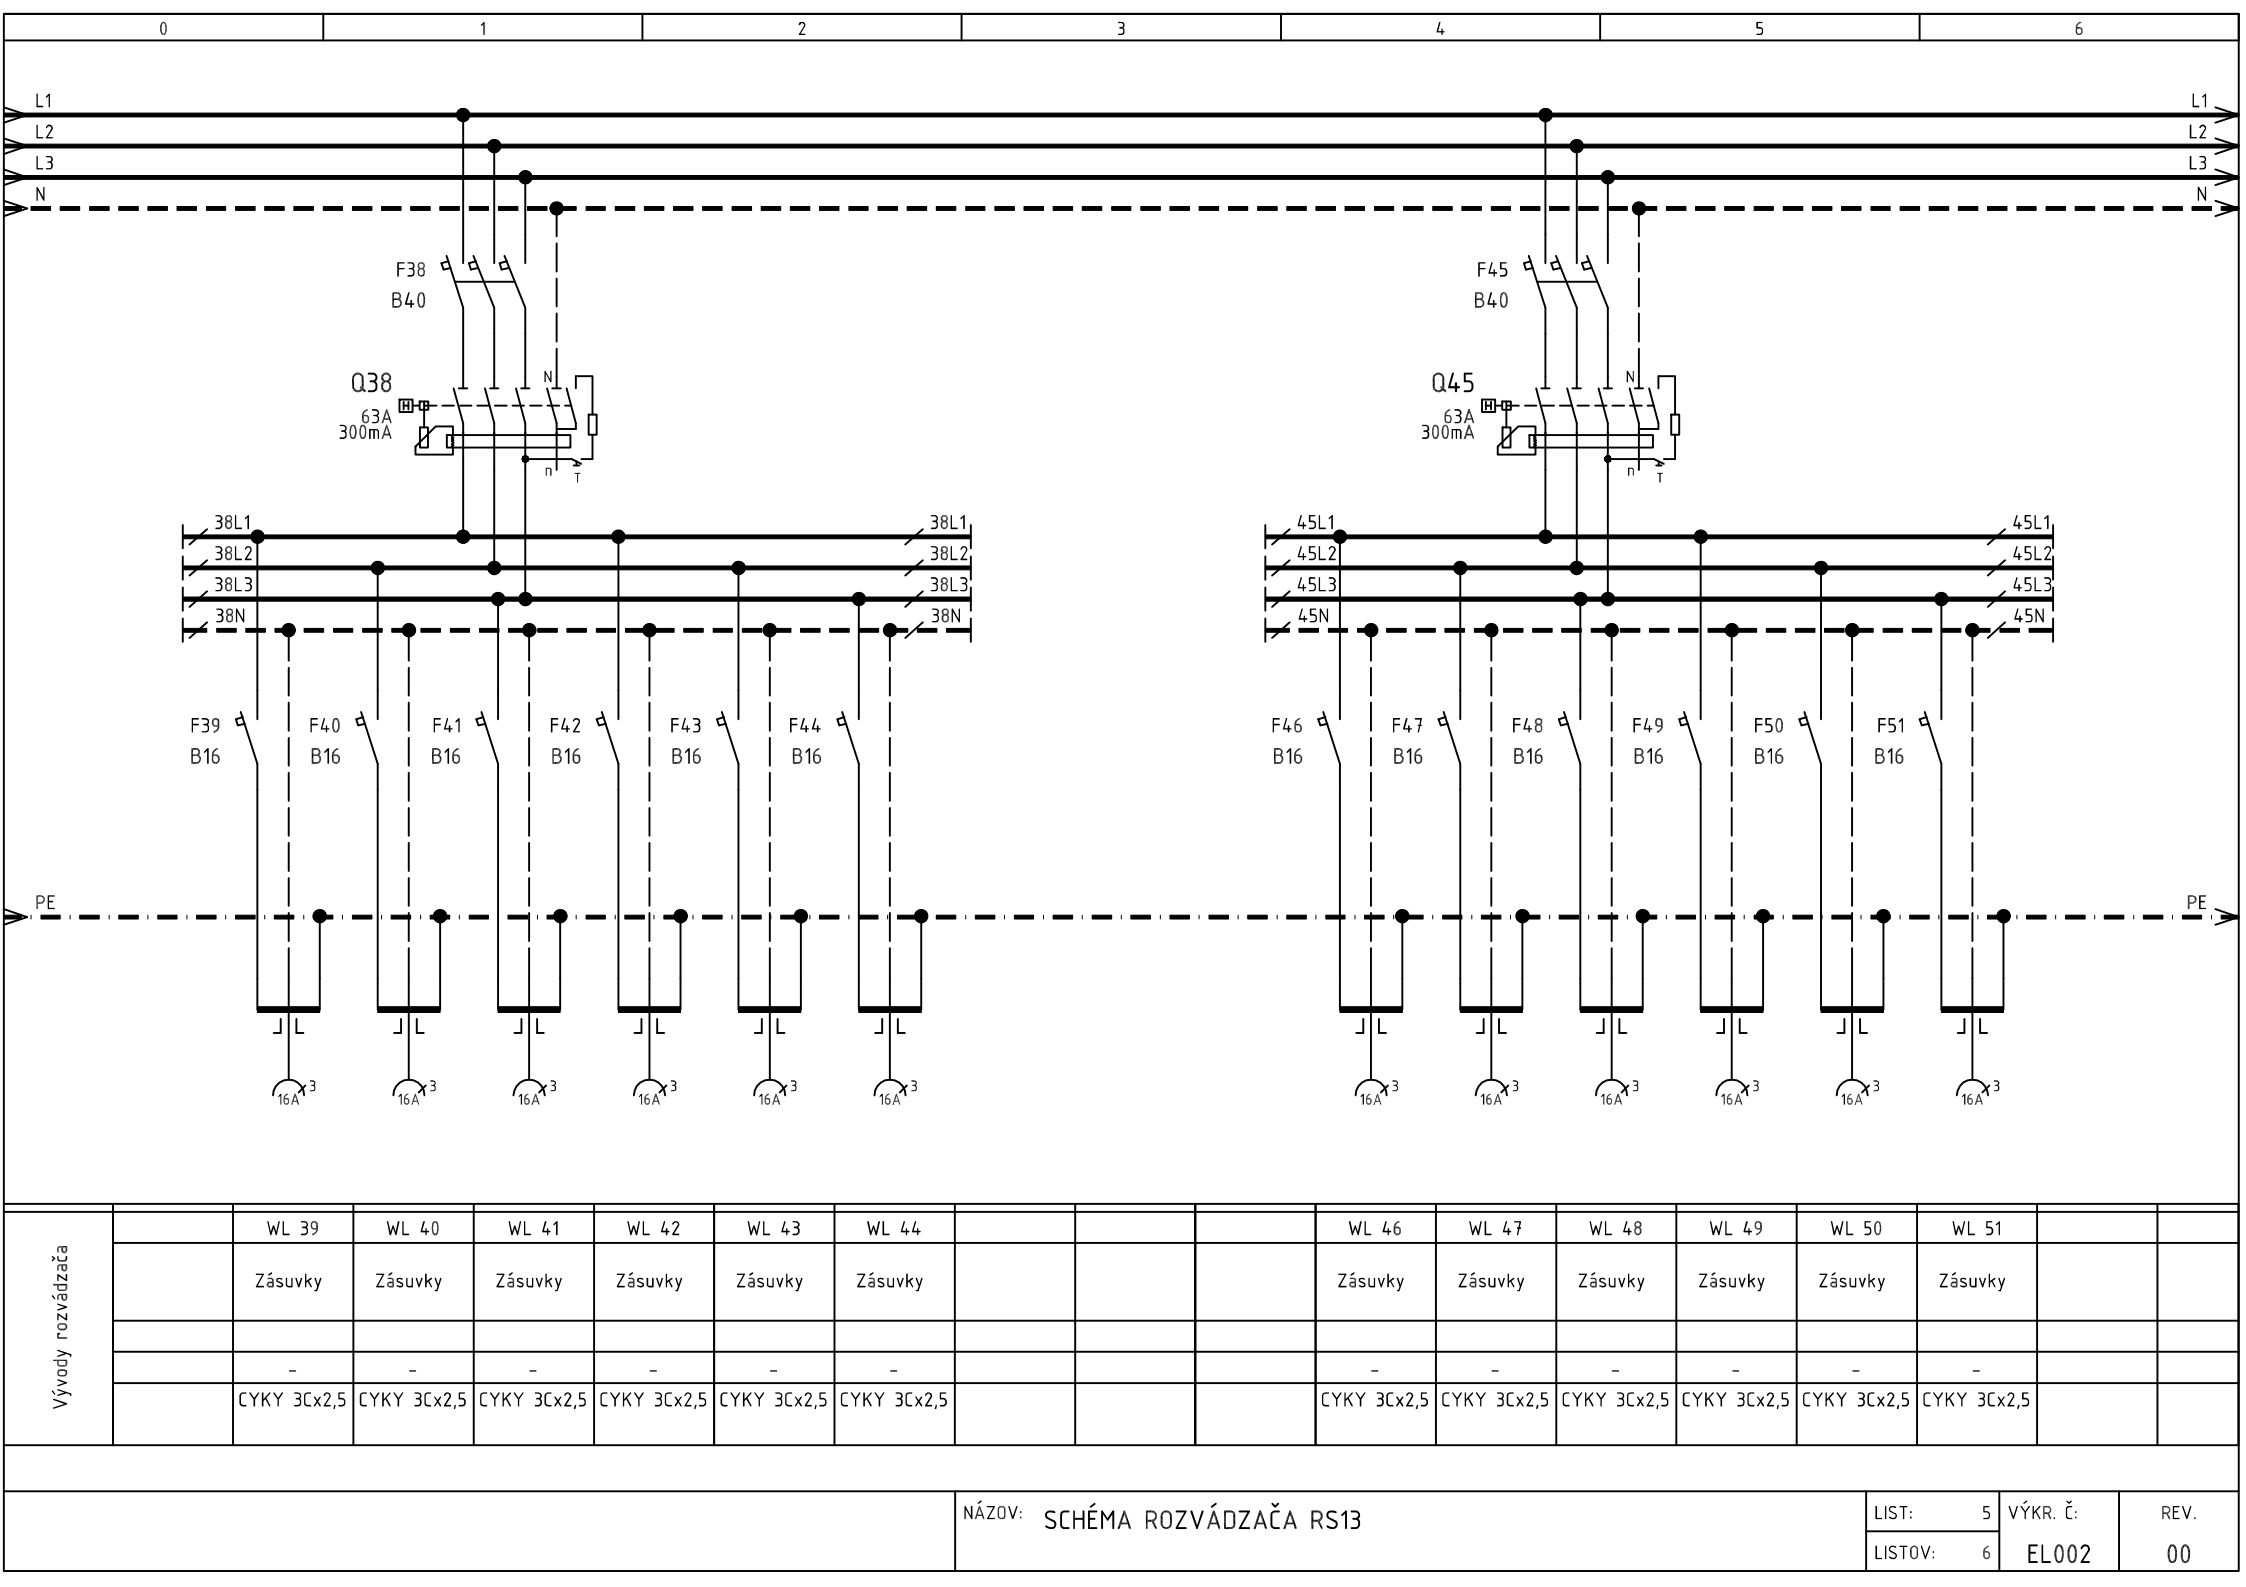 0 1 2 3 4 5 6
L1 L1
L2 L2
L3 L3
N N
F38 F45
B40 B40
Q38 N Q45 N
63A 63A
300mA 300mA
n T n T
38L1 38L1 45L1 45L1
38L2 38L2 45L2 45L2
38L3 38L3 45L3 45L3
38N 38N 45N 45N
F39 F40 F41 F42 F43 F44 F46 F47 F48 F49 F50 F51
B16 B16 B16 B16 B16 B16 B16 B16 B16 B16 B16 B16
PE PE
3 3 3 3 3 3 3 3 3 3 3 3
16A 16A 16A 16A 16A 16A 16A 16A 16A 16A 16A 16A
Vývody rozvádzača
WL 39 WL 40 WL 41 WL 42 WL 43 WL 44 WL 46 WL 47 WL 48 WL 49 WL 50 WL 51
Zásuvky Zásuvky Zásuvky Zásuvky Zásuvky Zásuvky Zásuvky Zásuvky Zásuvky Zásuvky Zásuvky Zásuvky
- - - - - - - - - - - -
CYKY 3Cx2,5 CYKY 3Cx2,5 CYKY 3Cx2,5 CYKY 3Cx2,5 CYKY 3Cx2,5 CYKY 3Cx2,5 CYKY 3Cx2,5 CYKY 3Cx2,5 CYKY 3Cx2,5 CYKY 3Cx2,5 CYKY 3Cx2,5 CYKY 3Cx2,5
NÁZOV: SCHÉMA ROZVÁDZAČA RS13
LIST: 5 VÝKR. Č: REV.
LISTOV: 6 EL002 00